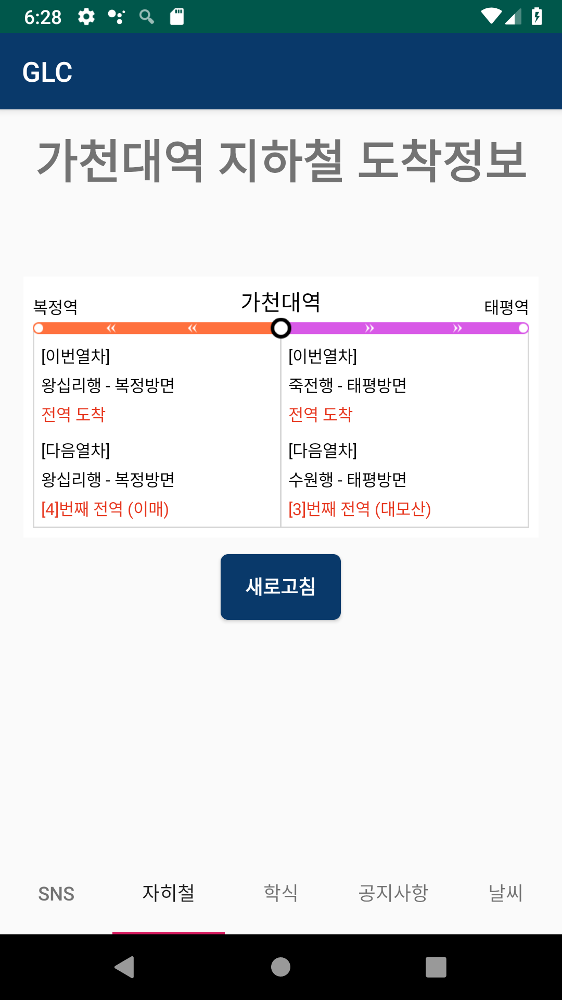 6:28
GLC
가천대역 지하철 도착정보
복정역 가천대역 태평역
[이번열차]
왕십리행 - 복정방면
전역 도착
[다음열차]
왕십리행 - 복정방면
[4]번째 전역 (이매)
[이번열차]
죽전행 - 태평방면
전역 도착
[다음열차]
수원행 - 태평방면
[3]번째 전역 (대모산)
새로고침
SNS 자히철 학식 공지사항 날씨